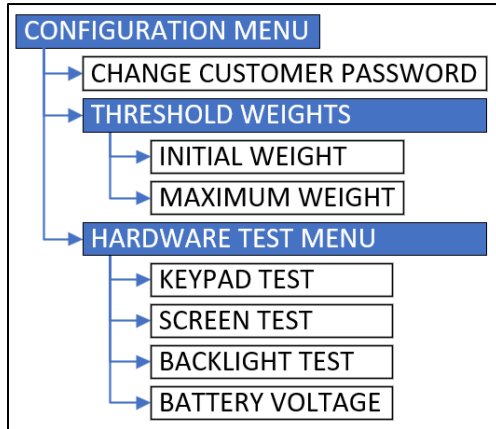 CONFIGURATION MENU
CHANGE CUSTOMER PASSWORD
THRESHOLD WEIGHTS
INITIAL WEIGHT
MAXIMUM WEIGHT
HARDWARE TEST MENU
KEYPAD TEST
SCREEN TEST
BACKLIGHT TEST
BATTERY VOLTAGE